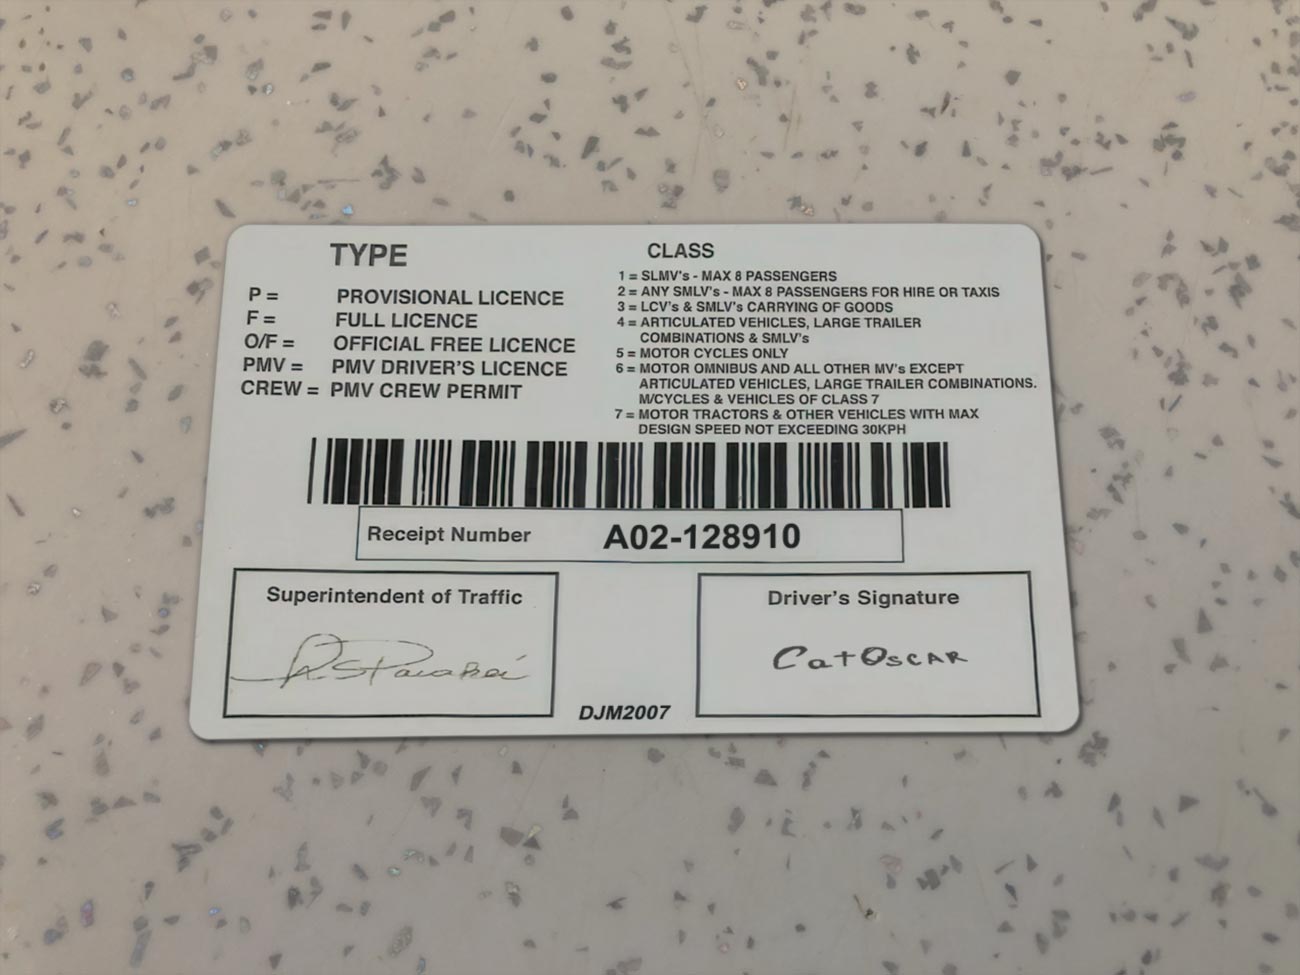 TYPE
P = PROVISIONAL LICENCE
F = FULL LICENCE
O/F = OFFICIAL FREE LICENCE
PMV = PMV DRIVER'S LICENCE
CREW = PMV CREW PERMIT
CLASS
1 = SLMV's - MAX 8 PASSENGERS
2 = ANY SMLV's - MAX 8 PASSENGERS FOR HIRE OR TAXIS
3 = LCV's & SMLV's CARRYING OF GOODS
4 = ARTICULATED VEHICLES, LARGE TRAILER
COMBINATIONS & SMLV's
5 = MOTOR CYCLES ONLY
6 = MOTOR OMNIBUS AND ALL OTHER MV's EXCEPT
ARTICULATED VEHICLES, LARGE TRAILER COMBINATIONS.
M/CYCLES & VEHICLES OF CLASS 7
7 = MOTOR TRACTORS & OTHER VEHICLES WITH MAX
DESIGN SPEED NOT EXCEEDING 30KPH
Receipt Number A02-128910
Superintendent of Traffic
Driver's Signature
CatOscar
DJM2007